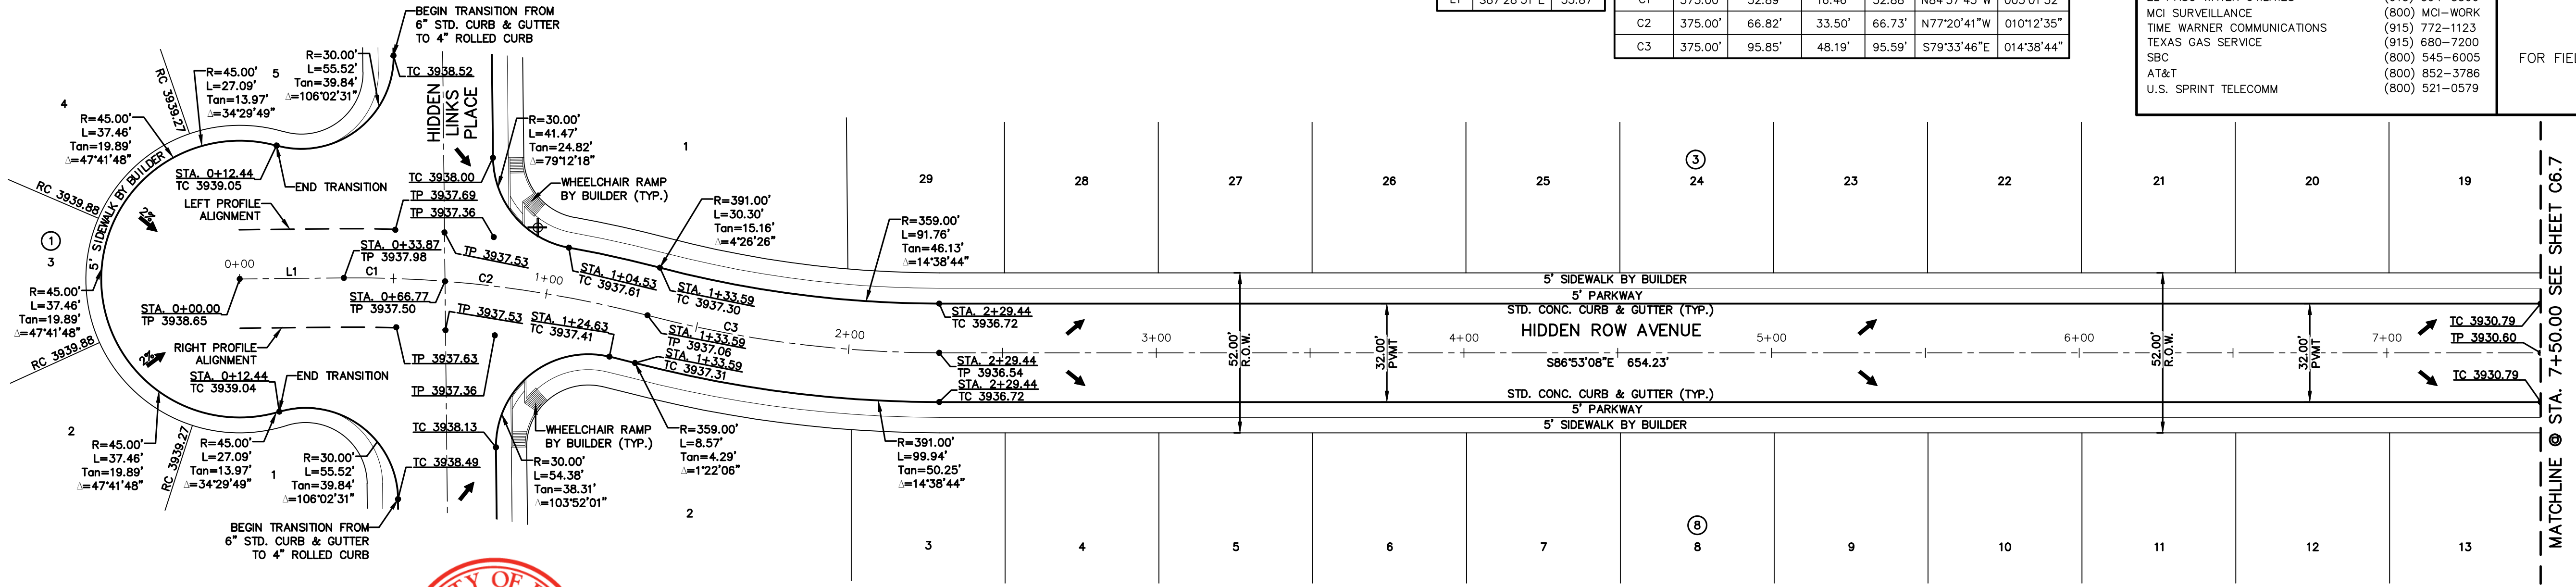 BEGIN TRANSITION FROM
6" STD. CURB & GUTTER
TO 4" ROLLED CURB
L1 S87°28'51"E 33.87'
C1 375.00' 32.89' 16.46' 32.88' N84°57'45"W 005°01'32"
C2 375.00' 66.82' 33.50' 66.73' N77°20'41"W 010°12'35"
C3 375.00' 95.85' 48.19' 95.59' S79°33'46"E 014°38'44"
MCI SURVEILLANCE (800) MCI-WORK
TIME WARNER COMMUNICATIONS (915) 772-1123
TEXAS GAS SERVICE (915) 680-7200
SBC (800) 545-6005
AT&T (800) 852-3786
U.S. SPRINT TELECOMM (800) 521-0579
FOR FIEL
R=30.00'
L=55.52'
Tan=39.84'
Δ=106°02'31"
5
R=45.00'
L=27.09'
Tan=13.97'
Δ=34°29'49"
RC 3939.27
4
R=45.00'
L=37.46'
Tan=19.89'
Δ=47°41'48"
TC 3938.52
HIDDEN
LINKS
PLACE
R=30.00'
L=41.47'
Tan=24.82'
Δ=79°12'18"
1
WHEELCHAIR RAMP
BY BUILDER (TYP.)
STA. 0+12.44
TC 3939.05
END TRANSITION
LEFT PROFILE
ALIGNMENT
TC 3938.00
TP 3937.69
TP 3937.36
RC 3939.88
5' SIDEWALK BY BUILDER
2%
1
3
R=391.00'
L=30.30'
Tan=15.16'
Δ=4°26'26"
R=359.00'
L=91.76'
Tan=46.13'
Δ=14°38'44"
29
28
27
26
25
3
24
23
22
21
20
19
STA. 0+33.87
TP 3937.98
TP 3937.53
0+00
L1
C1
C2
1+00
STA. 1+04.53
TC 3937.61
STA. 1+33.59
TC 3937.30
STA. 0+00.00
TP 3938.65
STA. 0+66.77
TP 3937.50
TP 3937.53
STA. 1+24.63
TC 3937.41
C3
STA. 1+33.59
TP 3937.06
STA. 1+33.59
TC 3937.31
R=45.00'
L=37.46'
Tan=19.89'
Δ=47°41'48"
RC 3939.88
2%
RIGHT PROFILE
ALIGNMENT
TP 3937.63
TP 3937.36
STA. 0+12.44
TC 3939.04
END TRANSITION
2+00
STA. 2+29.44
TC 3936.72
STA. 2+29.44
TP 3936.54
STA. 2+29.44
TC 3936.72
5' SIDEWALK BY BUILDER
5' PARKWAY
STD. CONC. CURB & GUTTER (TYP.)
HIDDEN ROW AVENUE
3+00
4+00
5+00
6+00
7+00
S86°53'08"E 654.23'
52.00'
R.O.W.
32.00'
PVMT
52.00'
R.O.W.
32.00'
PVMT
STD. CONC. CURB & GUTTER (TYP.)
5' PARKWAY
5' SIDEWALK BY BUILDER
TC 3930.79
TP 3930.60
TC 3930.79
MATCHLINE @ STA. 7+50.00 SEE SHEET C6.7
2
R=45.00'
L=37.46'
Tan=19.89'
Δ=47°41'48"
RC 3939.27
R=45.00'
L=27.09'
Tan=13.97'
Δ=34°29'49"
1
R=30.00'
L=55.52'
Tan=39.84'
Δ=106°02'31"
TC 3938.13
TC 3938.49
WHEELCHAIR RAMP
BY BUILDER (TYP.)
R=30.00'
L=54.38'
Tan=38.31'
Δ=103°52'01"
R=359.00'
L=8.57'
Tan=4.29'
Δ=1°22'06"
2
R=391.00'
L=99.94'
Tan=50.25'
Δ=14°38'44"
BEGIN TRANSITION FROM
6" STD. CURB & GUTTER
TO 4" ROLLED CURB
3
4
5
6
7
8
8
9
10
11
12
13
OF